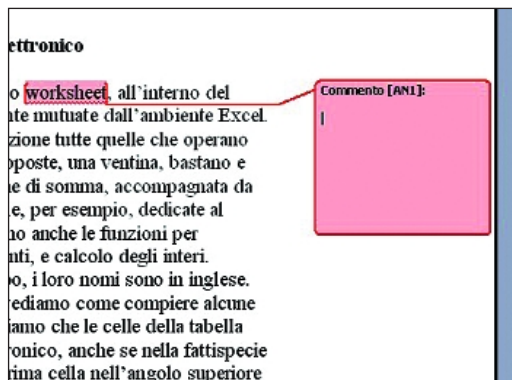 ettronico
o worksheet, all’interno del
Commento [AN1]:
nte mutuate dall’ambiente Excel.
zione tutte quelle che operano
oposte, una ventina, bastano e
e di somma, accompagnata da
e, per esempio, dedicate al
no anche le funzioni per
nti, e calcolo degli interi.
oo, i loro nomi sono in inglese.
vediamo come compiere alcune
iamo che le celle della tabella
ronico, anche se nella fattispecie
rima cella nell’angolo superiore